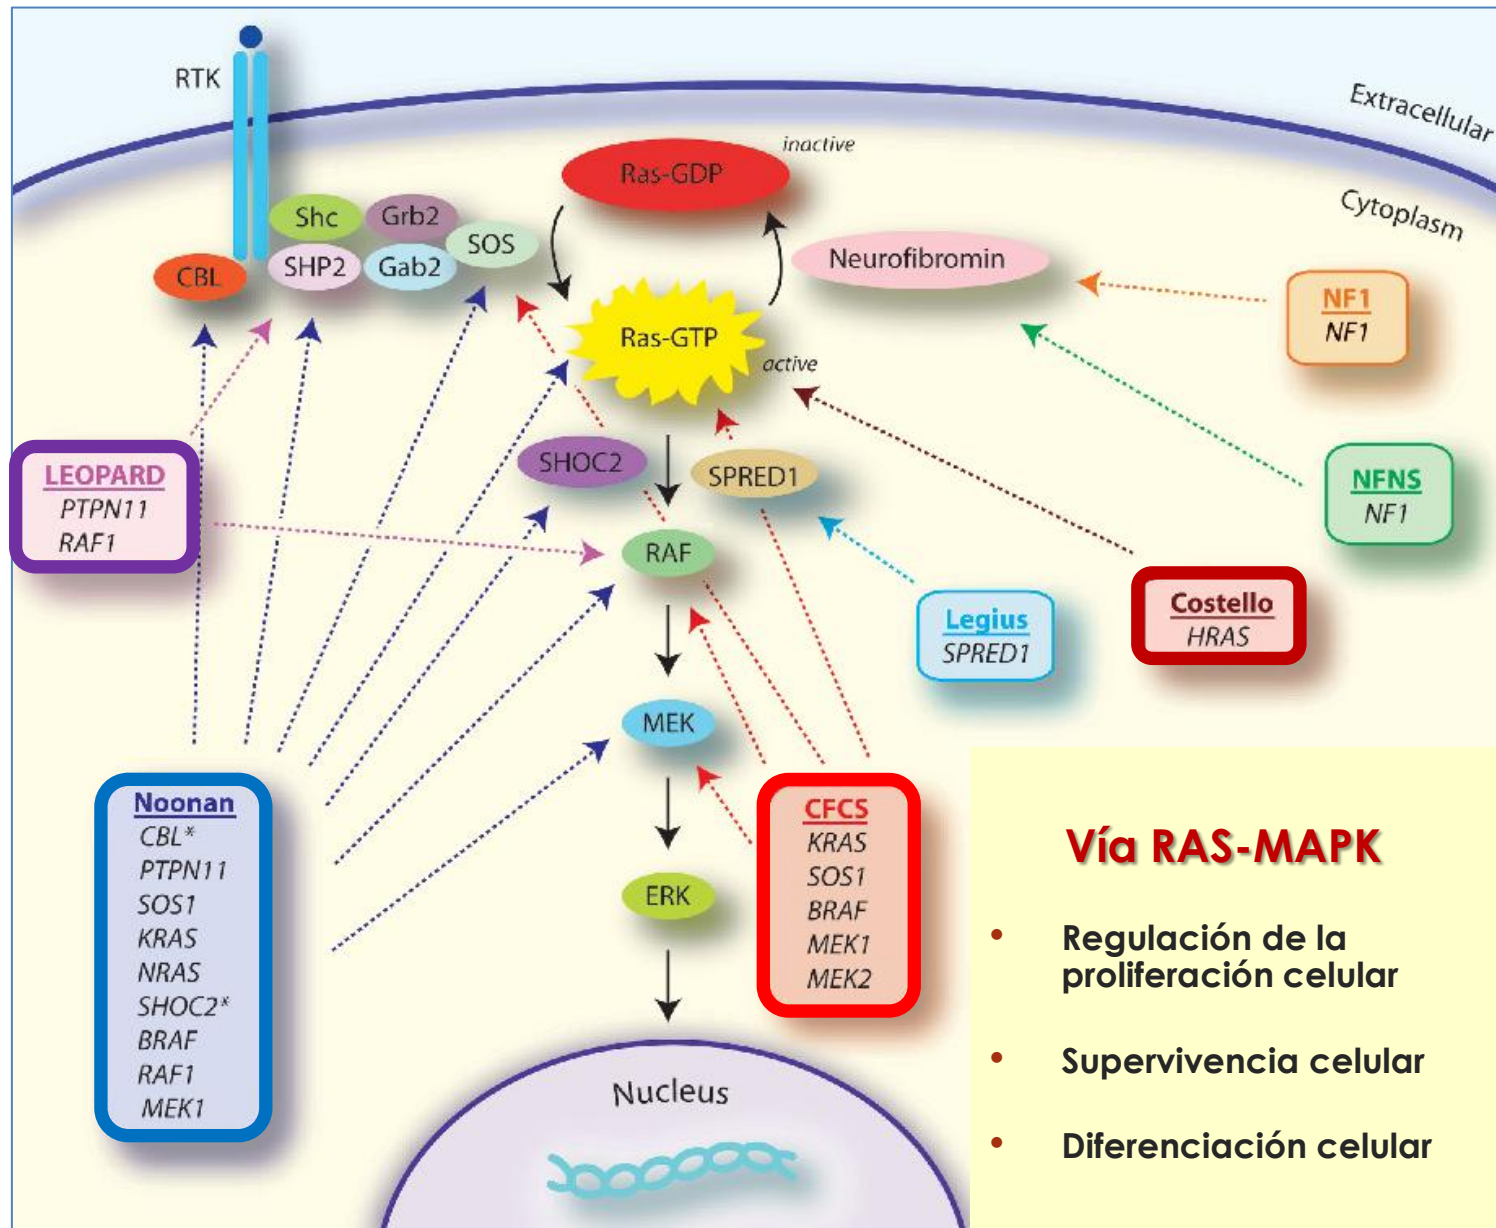 RTK
Extracellular
Cytoplasm
inactive
Ras-GDP
Shc
Grb2
SOS
CBL
SHP2
Gab2
Neurofibromin
NF1
NF1
Ras-GTP
active
LEOPARD
PTPN11
RAF1
SHOC2
SPRED1
NFNS
NF1
RAF
Costello
HRAS
Legius
SPRED1
MEK
Noonan
CBL*
PTPN11
SOS1
KRAS
NRAS
SHOC2*
BRAF
RAF1
MEK1
ERK
CFCS
KRAS
SOS1
BRAF
MEK1
MEK2
Nucleus
Vía RAS-MAPK
• Regulación de la
proliferación celular
• Supervivencia celular
• Diferenciación celular